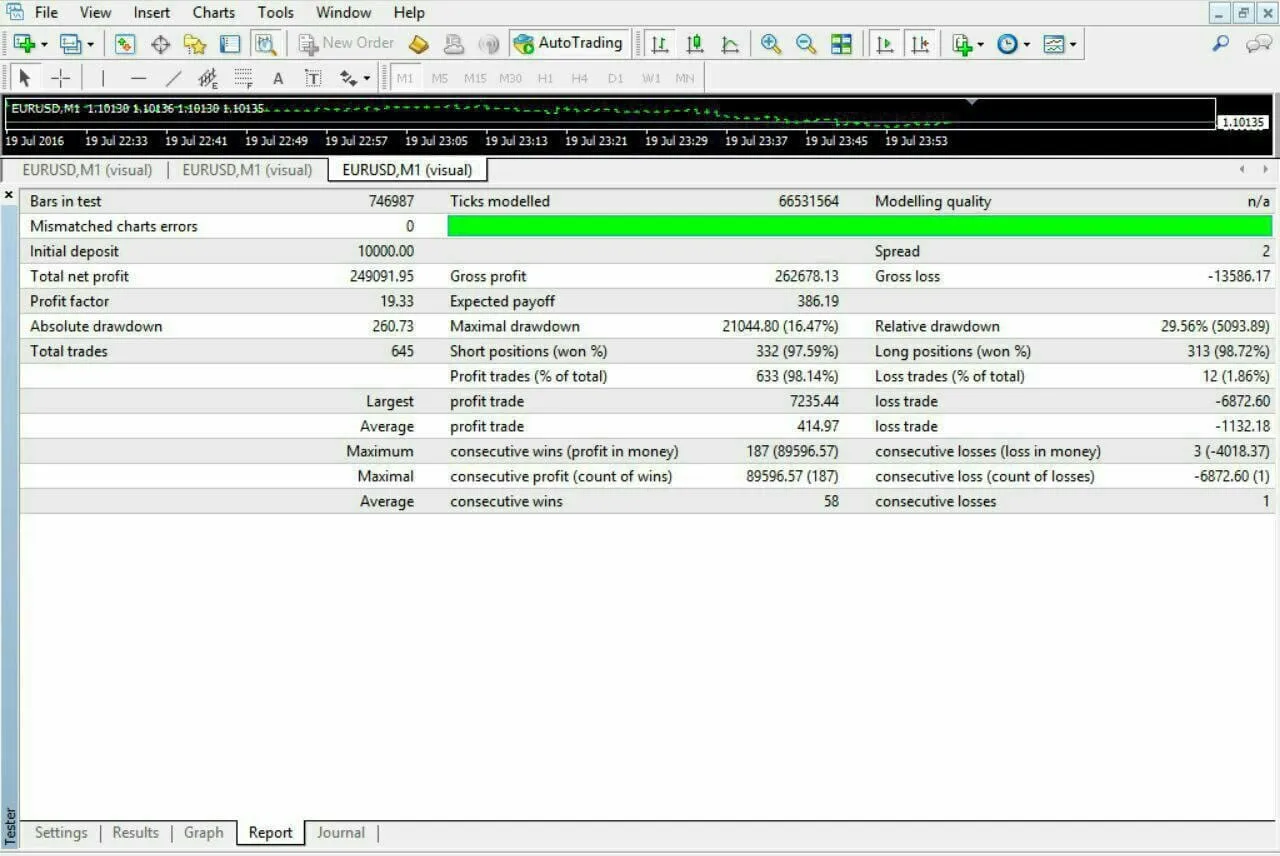 File View Insert Charts Tools Window Help
New Order AutoTrading
E F A T M1 M5 M15 M30 H1 H4 D1 W1 MN
EURUSD,M1 1.10130 1.10136 1.10130 1.10135
1.10135
19 Jul 2016 19 Jul 22:33 19 Jul 22:41 19 Jul 22:49 19 Jul 22:57 19 Jul 23:05 19 Jul 23:13 19 Jul 23:21 19 Jul 23:29 19 Jul 23:37 19 Jul 23:45 19 Jul 23:53
EURUSD,M1 (visual) EURUSD,M1 (visual) EURUSD,M1 (visual)
Bars in test 746987 Ticks modelled 66531564 Modelling quality n/a
Mismatched charts errors 0
Initial deposit 10000.00 Spread 2
Total net profit 249091.95 Gross profit 262678.13 Gross loss -13586.17
Profit factor 19.33 Expected payoff 386.19
Absolute drawdown 260.73 Maximal drawdown 21044.80 (16.47%) Relative drawdown 29.56% (5093.89)
Total trades 645 Short positions (won %) 332 (97.59%) Long positions (won %) 313 (98.72%)
Profit trades (% of total) 633 (98.14%) Loss trades (% of total) 12 (1.86%)
Largest profit trade 7235.44 loss trade -6872.60
Average profit trade 414.97 loss trade -1132.18
Maximum consecutive wins (profit in money) 187 (89596.57) consecutive losses (loss in money) 3 (-4018.37)
Maximal consecutive profit (count of wins) 89596.57 (187) consecutive loss (count of losses) -6872.60 (1)
Average consecutive wins 58 consecutive losses 1
Tester
Settings Results Graph Report Journal